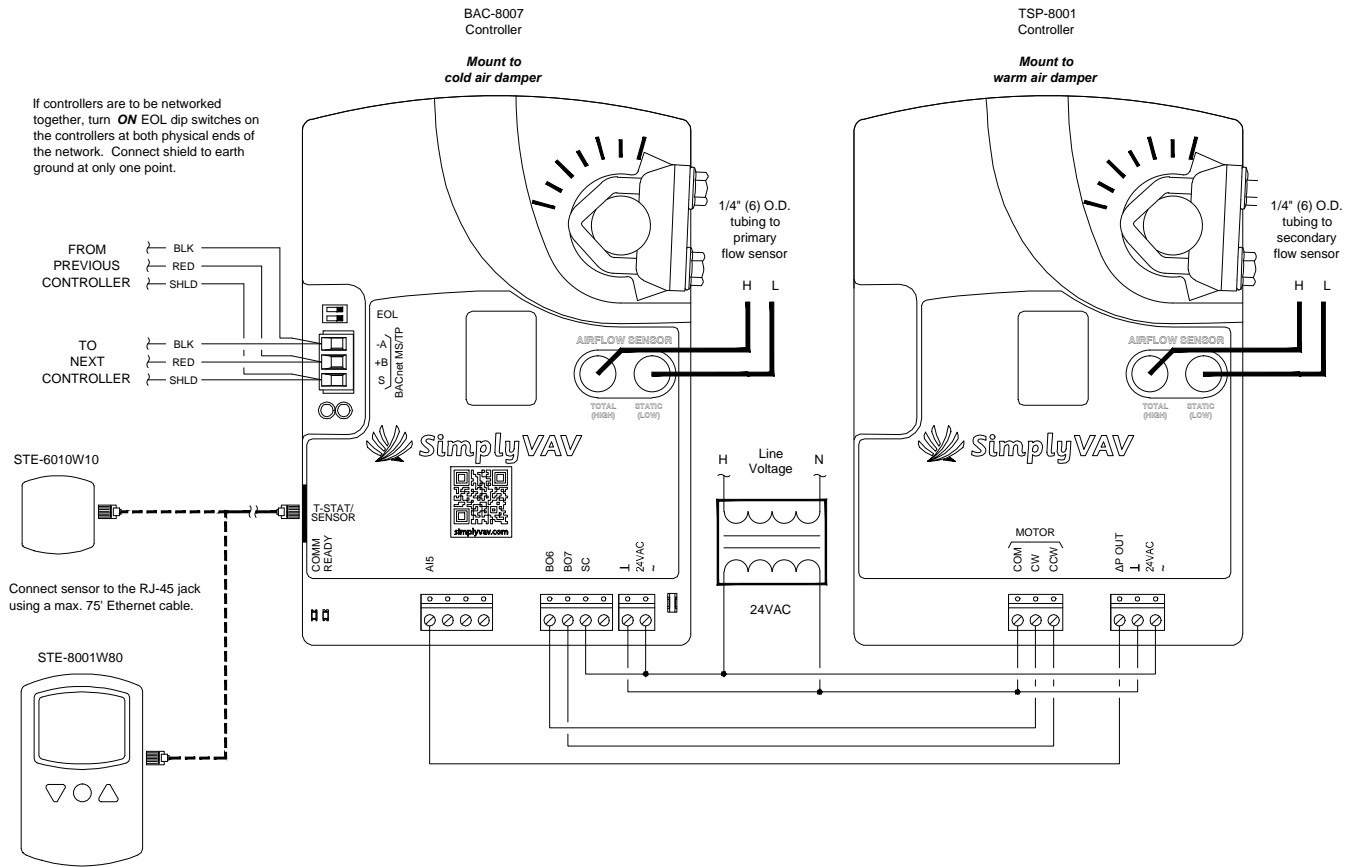 BAC-8007
Controller
Mount to
cold air damper
TSP-8001
Controller
Mount to
warm air damper
If controllers are to be networked
together, turn ON EOL dip switches on
the controllers at both physical ends of
the network. Connect shield to earth
ground at only one point.
FROM
PREVIOUS
CONTROLLER
BLK
RED
SHLD
TO
NEXT
CONTROLLER
BLK
RED
SHLD
EOL
-A
+B
S
BACnet MS/TP
1/4" (6) O.D.
tubing to
primary
flow sensor
H L
AIRFLOW SENSOR
TOTAL
(HIGH)
STATIC
(LOW)
SimplyVAV
simplyvav.com
T-STAT/
SENSOR
COMM
READY
AI5
BO6
BO7
SC
⊥
24VAC
~
H
Line
Voltage
N
24VAC
1/4" (6) O.D.
tubing to
secondary
flow sensor
H L
AIRFLOW SENSOR
TOTAL
(HIGH)
STATIC
(LOW)
SimplyVAV
MOTOR
COM
CW
CCW
ΔP OUT
⊥
24VAC
~
STE-6010W10
Connect sensor to the RJ-45 jack
using a max. 75' Ethernet cable.
STE-8001W80